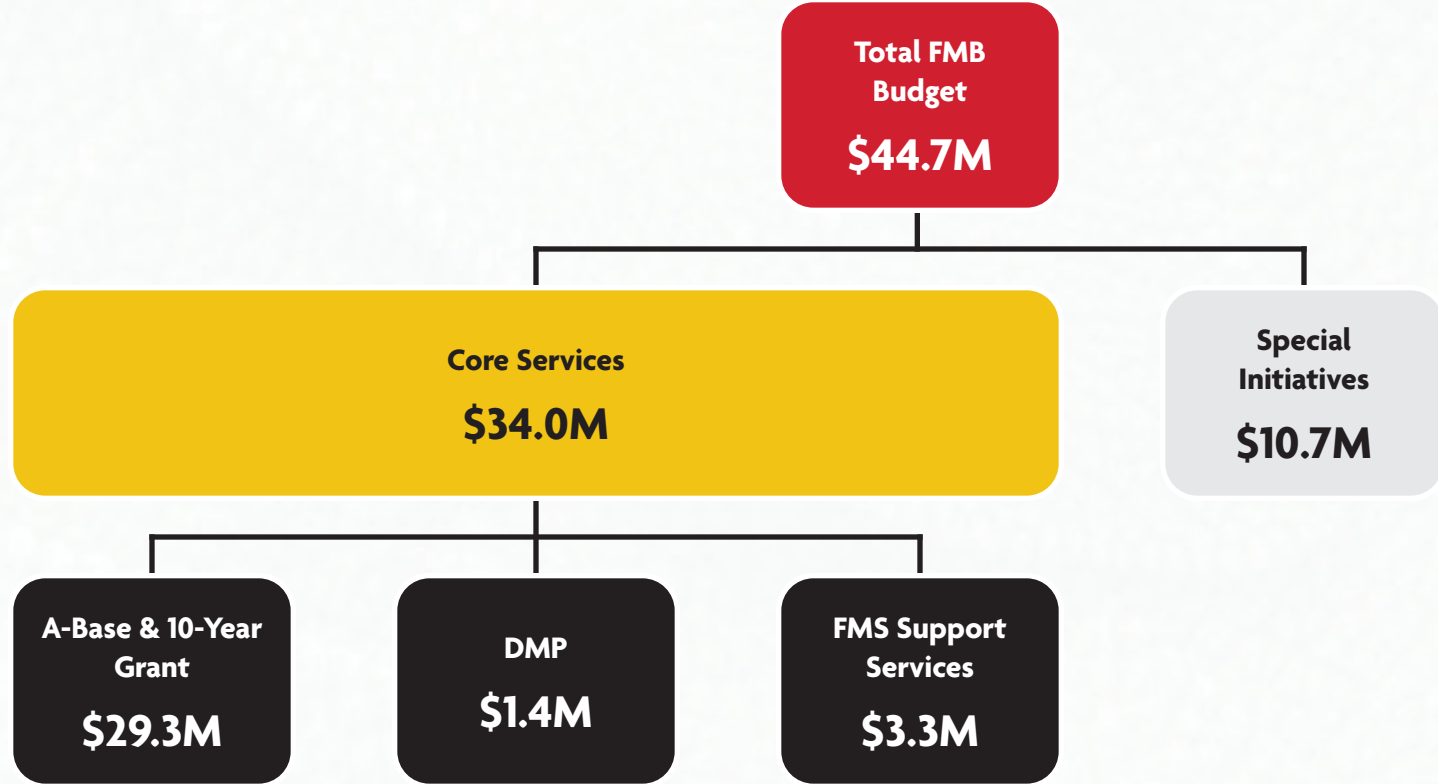 Total FMB
Budget
$44.7M
Core Services
$34.0M
Special
Initiatives
$10.7M
A-Base & 10-Year
Grant
$29.3M
DMP
$1.4M
FMS Support
Services
$3.3M